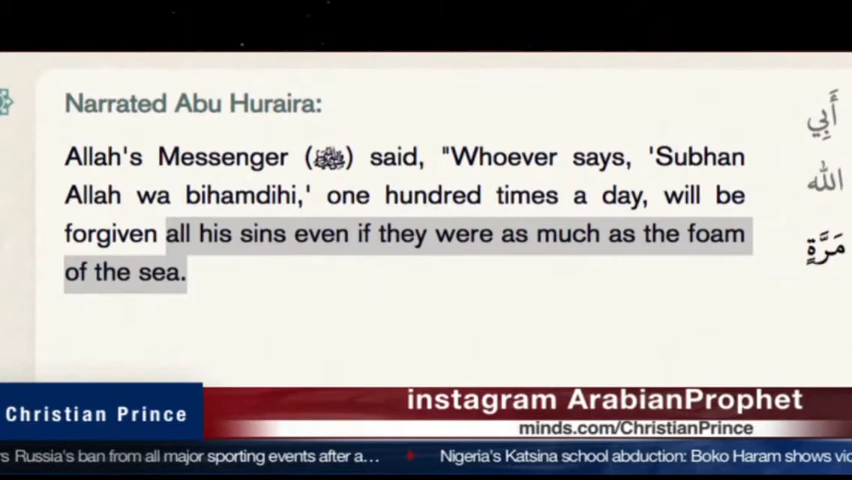 Narrated Abu Huraira:
Allah's Messenger (ﷺ) said, "Whoever says, 'Subhan
Allah wa bihamdihi,' one hundred times a day, will be
forgiven all his sins even if they were as much as the foam
of the sea.
أَبِي
الله
مَرَّةٍ
instagram ArabianProphet
Christian Prince
minds.com/ChristianPrince
s Russia's ban from all major sporting events after a... Nigeria's Katsina school abduction: Boko Haram shows vic